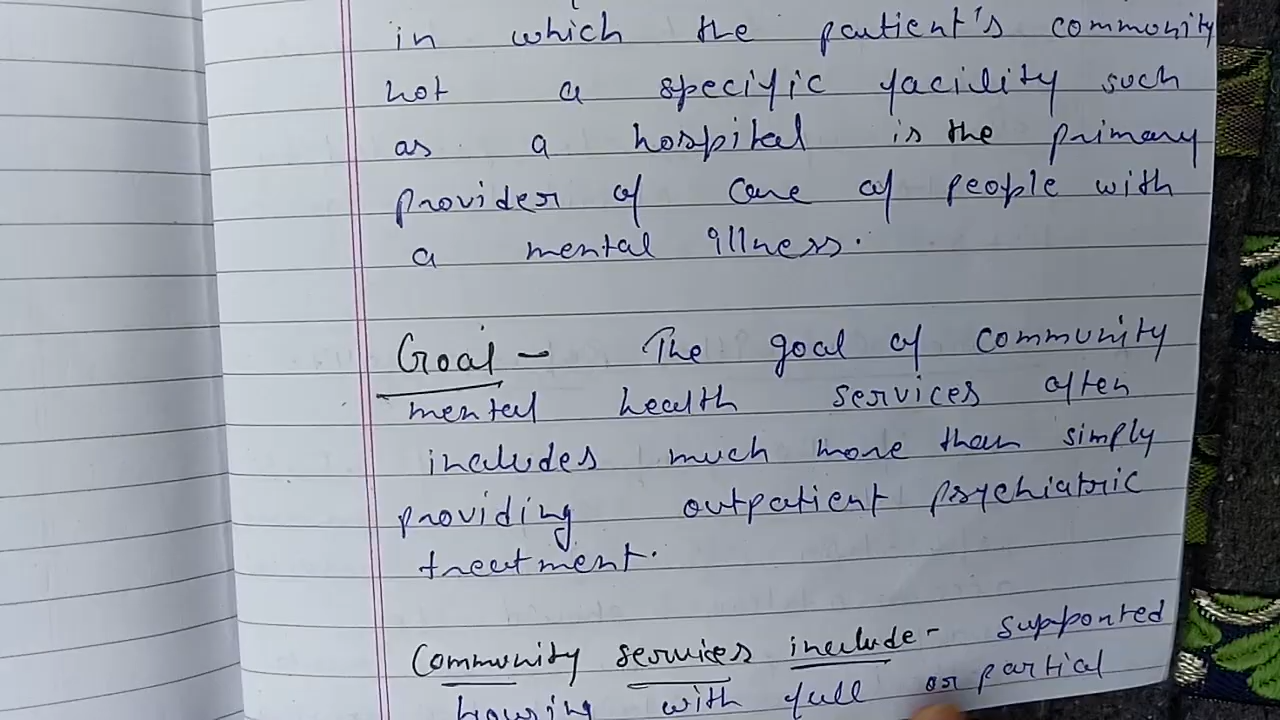 in which the patient's commonity
not a specific facility such
as a hospital is the primary
provider of care of people with
a mental illness.
Goal - The goal of community
mental health services often
includes much more than simply
providing outpatient psychiatric
treatment.
Community services include - supported
housing with full or partial